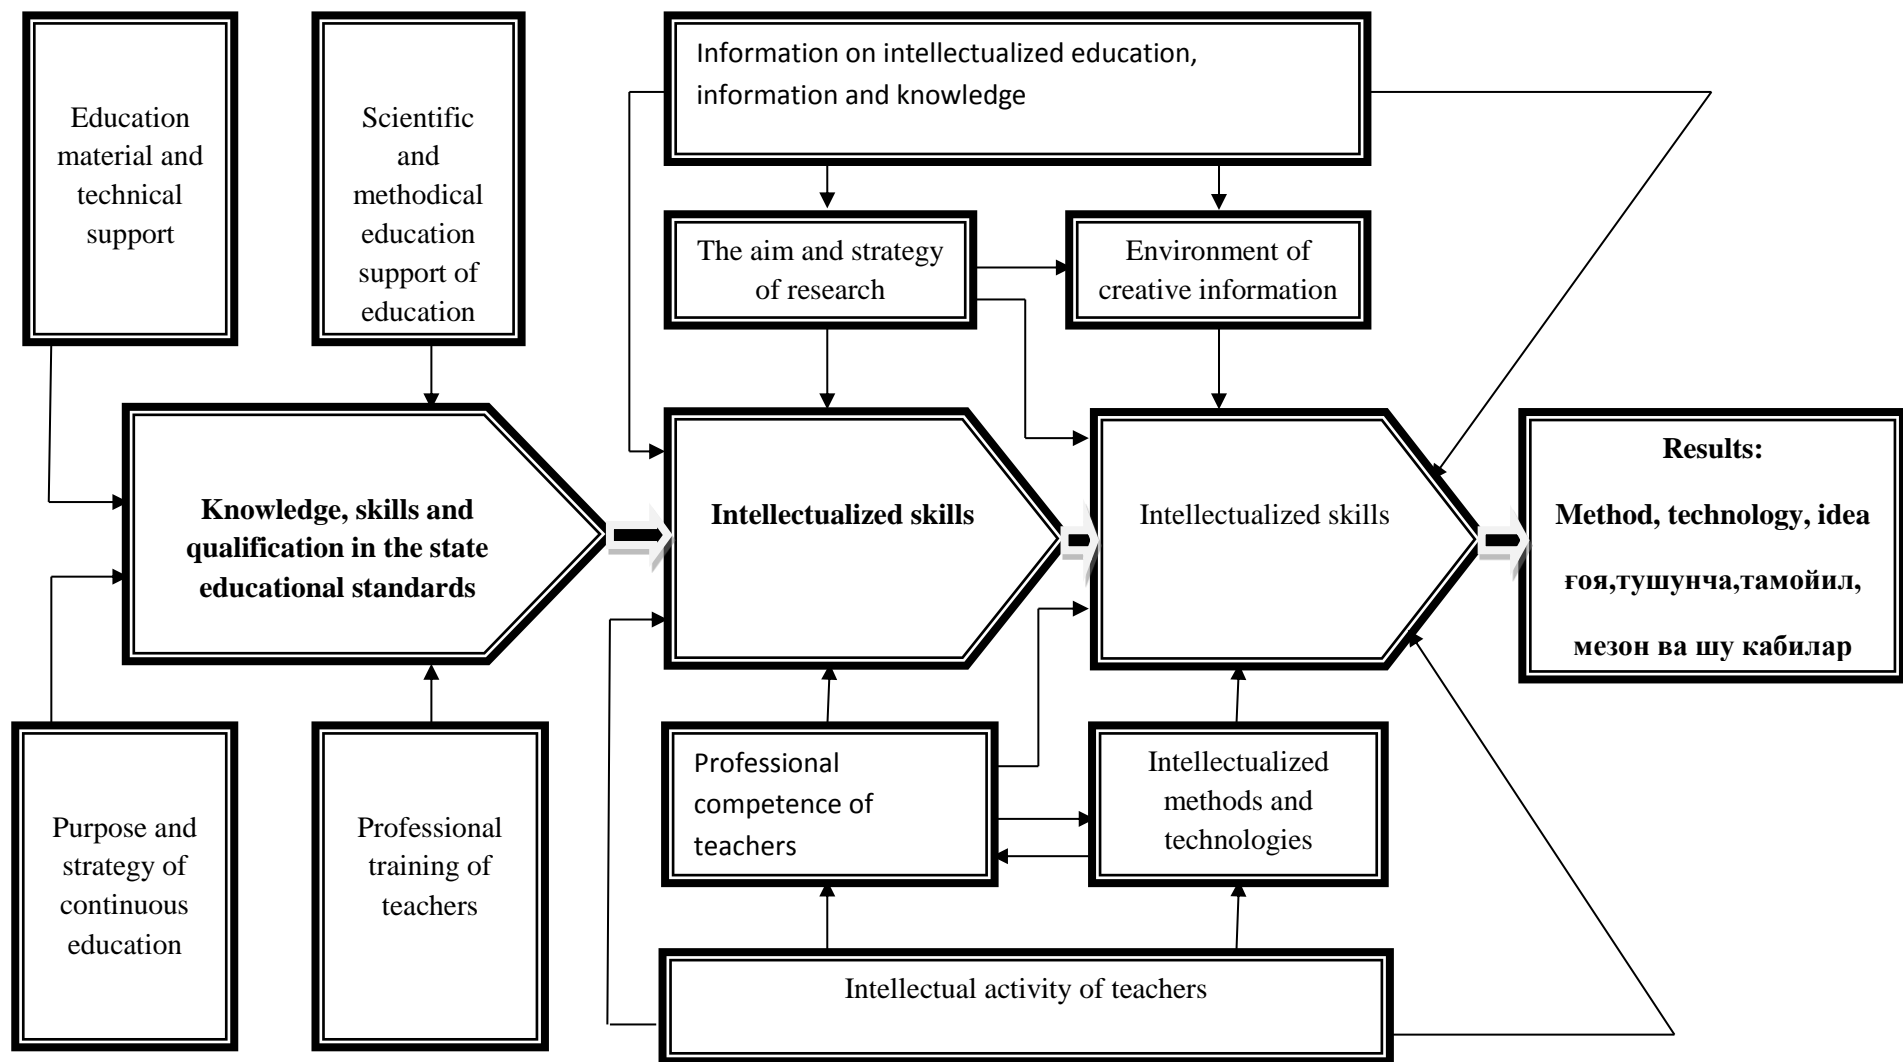 Education
material and
technical
support
Scientific
and
methodical
education
support of
education
Information on intellectualized education,
information and knowledge
The aim and strategy
of research
Environment of
creative information
Knowledge, skills and
qualification in the state
educational standards
Intellectualized skills
Intellectualized skills
Results:
Method, technology, idea
ғоя,тушунча,тамойил,
мезон ва шу кабилар
Purpose and
strategy of
continuous
education
Professional
training of
teachers
Professional
competence of
teachers
Intellectualized
methods and
technologies
Intellectual activity of teachers